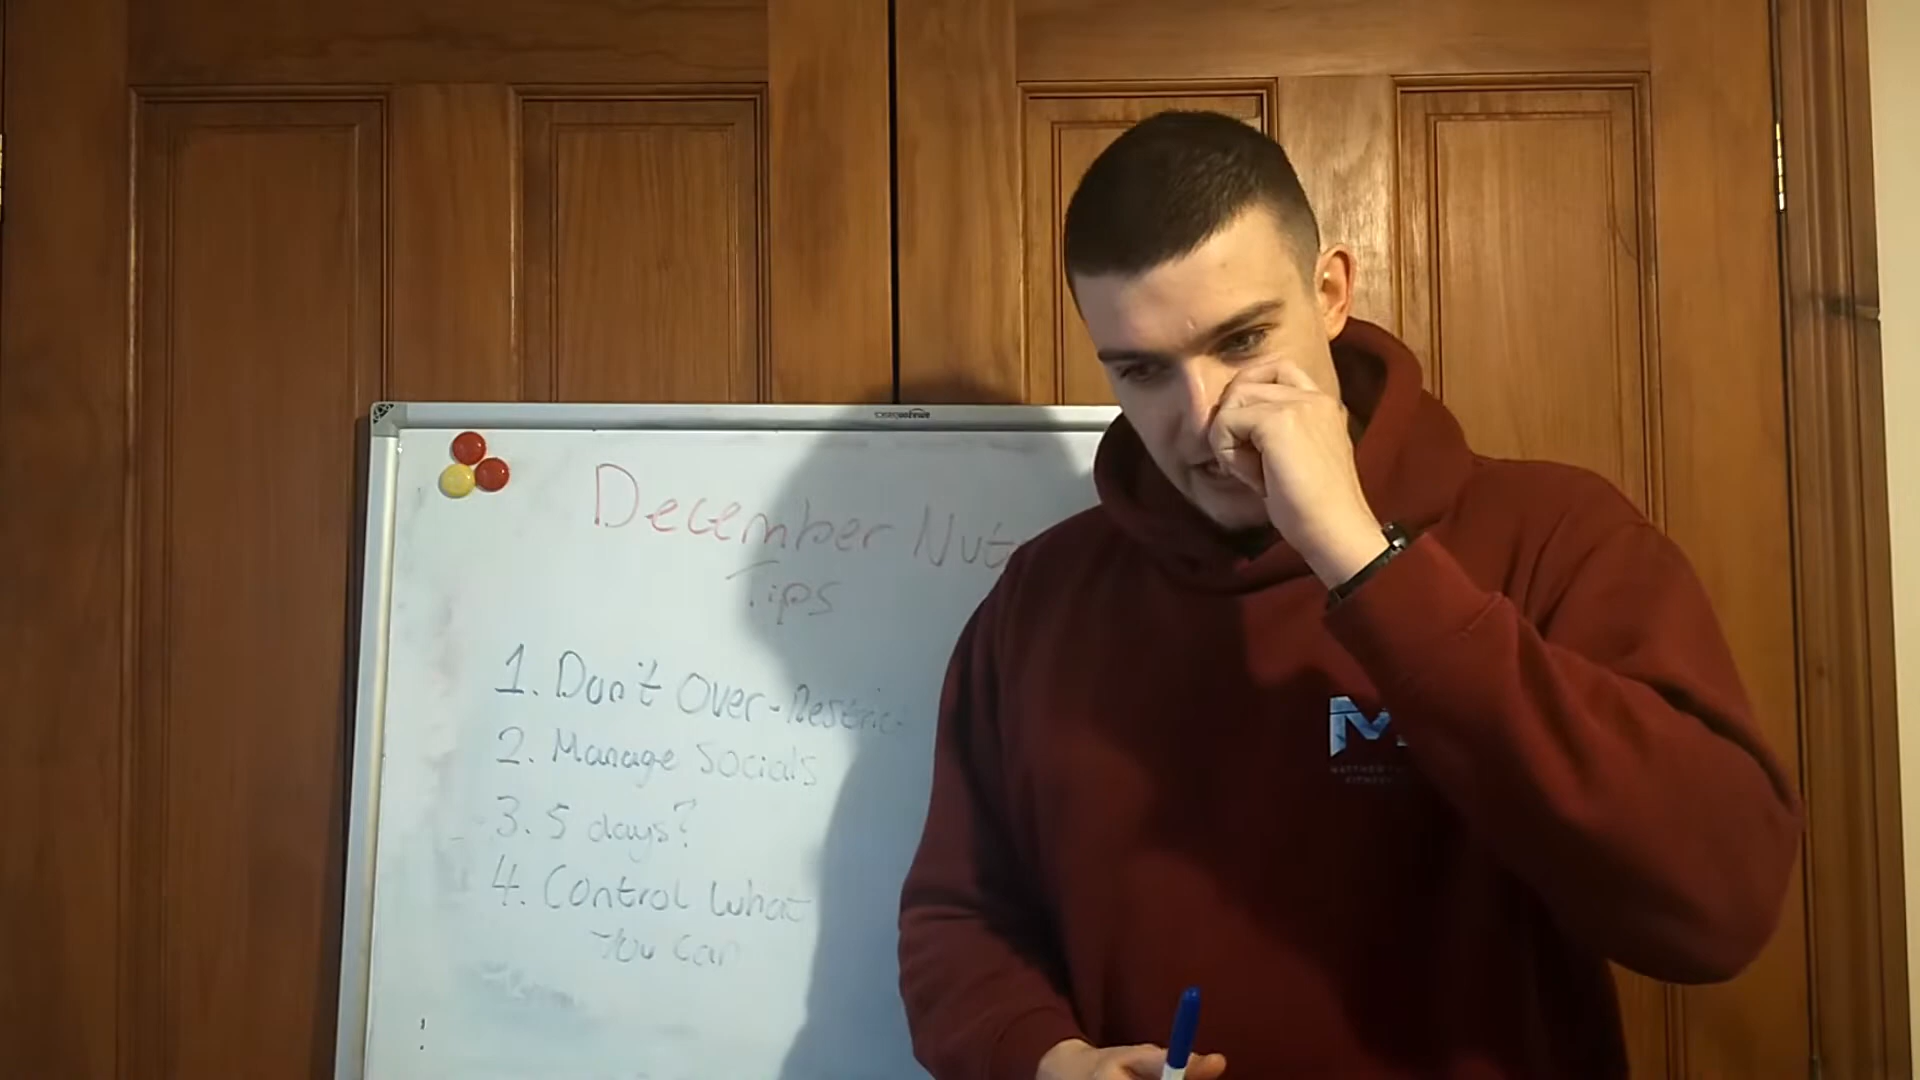 December Nut
Tips
1. Don't Over-Restrict
2. Manage Socials
3. 5 days?
4. Control What
You Can